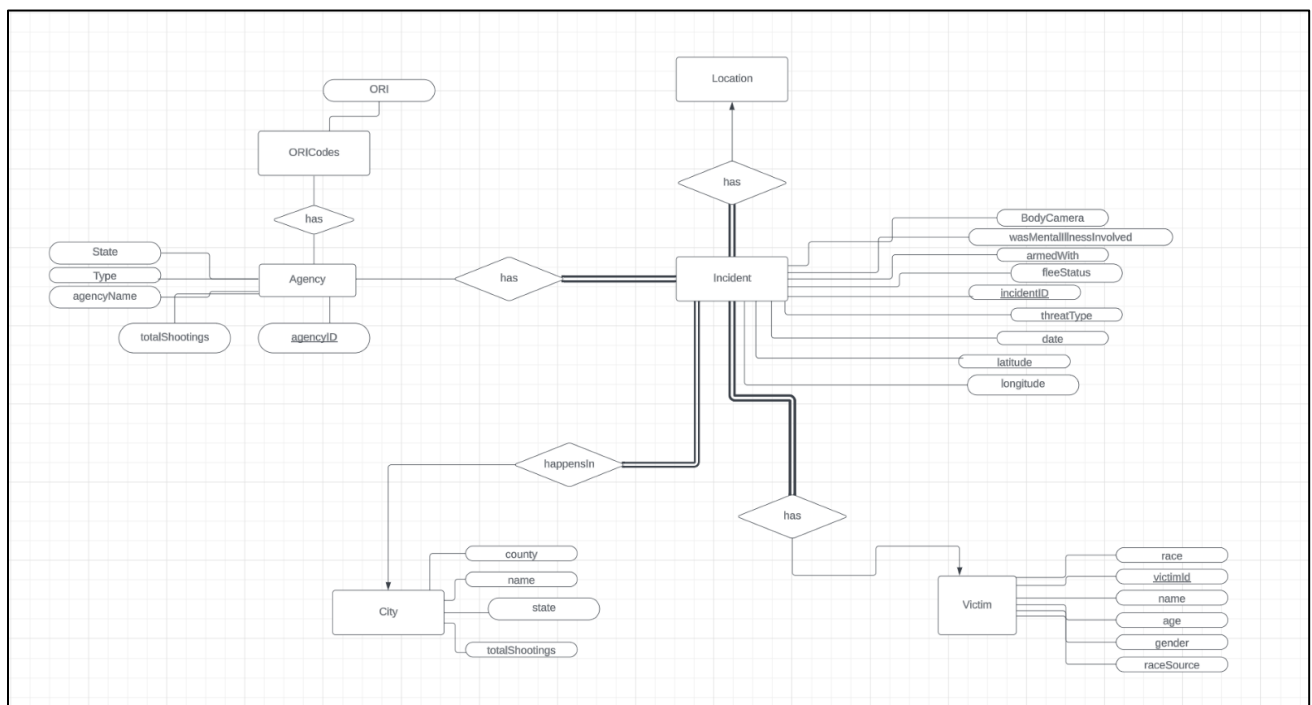 Location
ORI
ORICodes
has
has
BodyCamera
wasMentalIllnessInvolved
armedWith
fleeStatus
incidentID
threatType
date
latitude
longitude
State
Type
agencyName
totalShootings
agencyID
Agency
has
Incident
happensIn
has
county
name
state
totalShootings
City
Victim
race
victimId
name
age
gender
raceSource